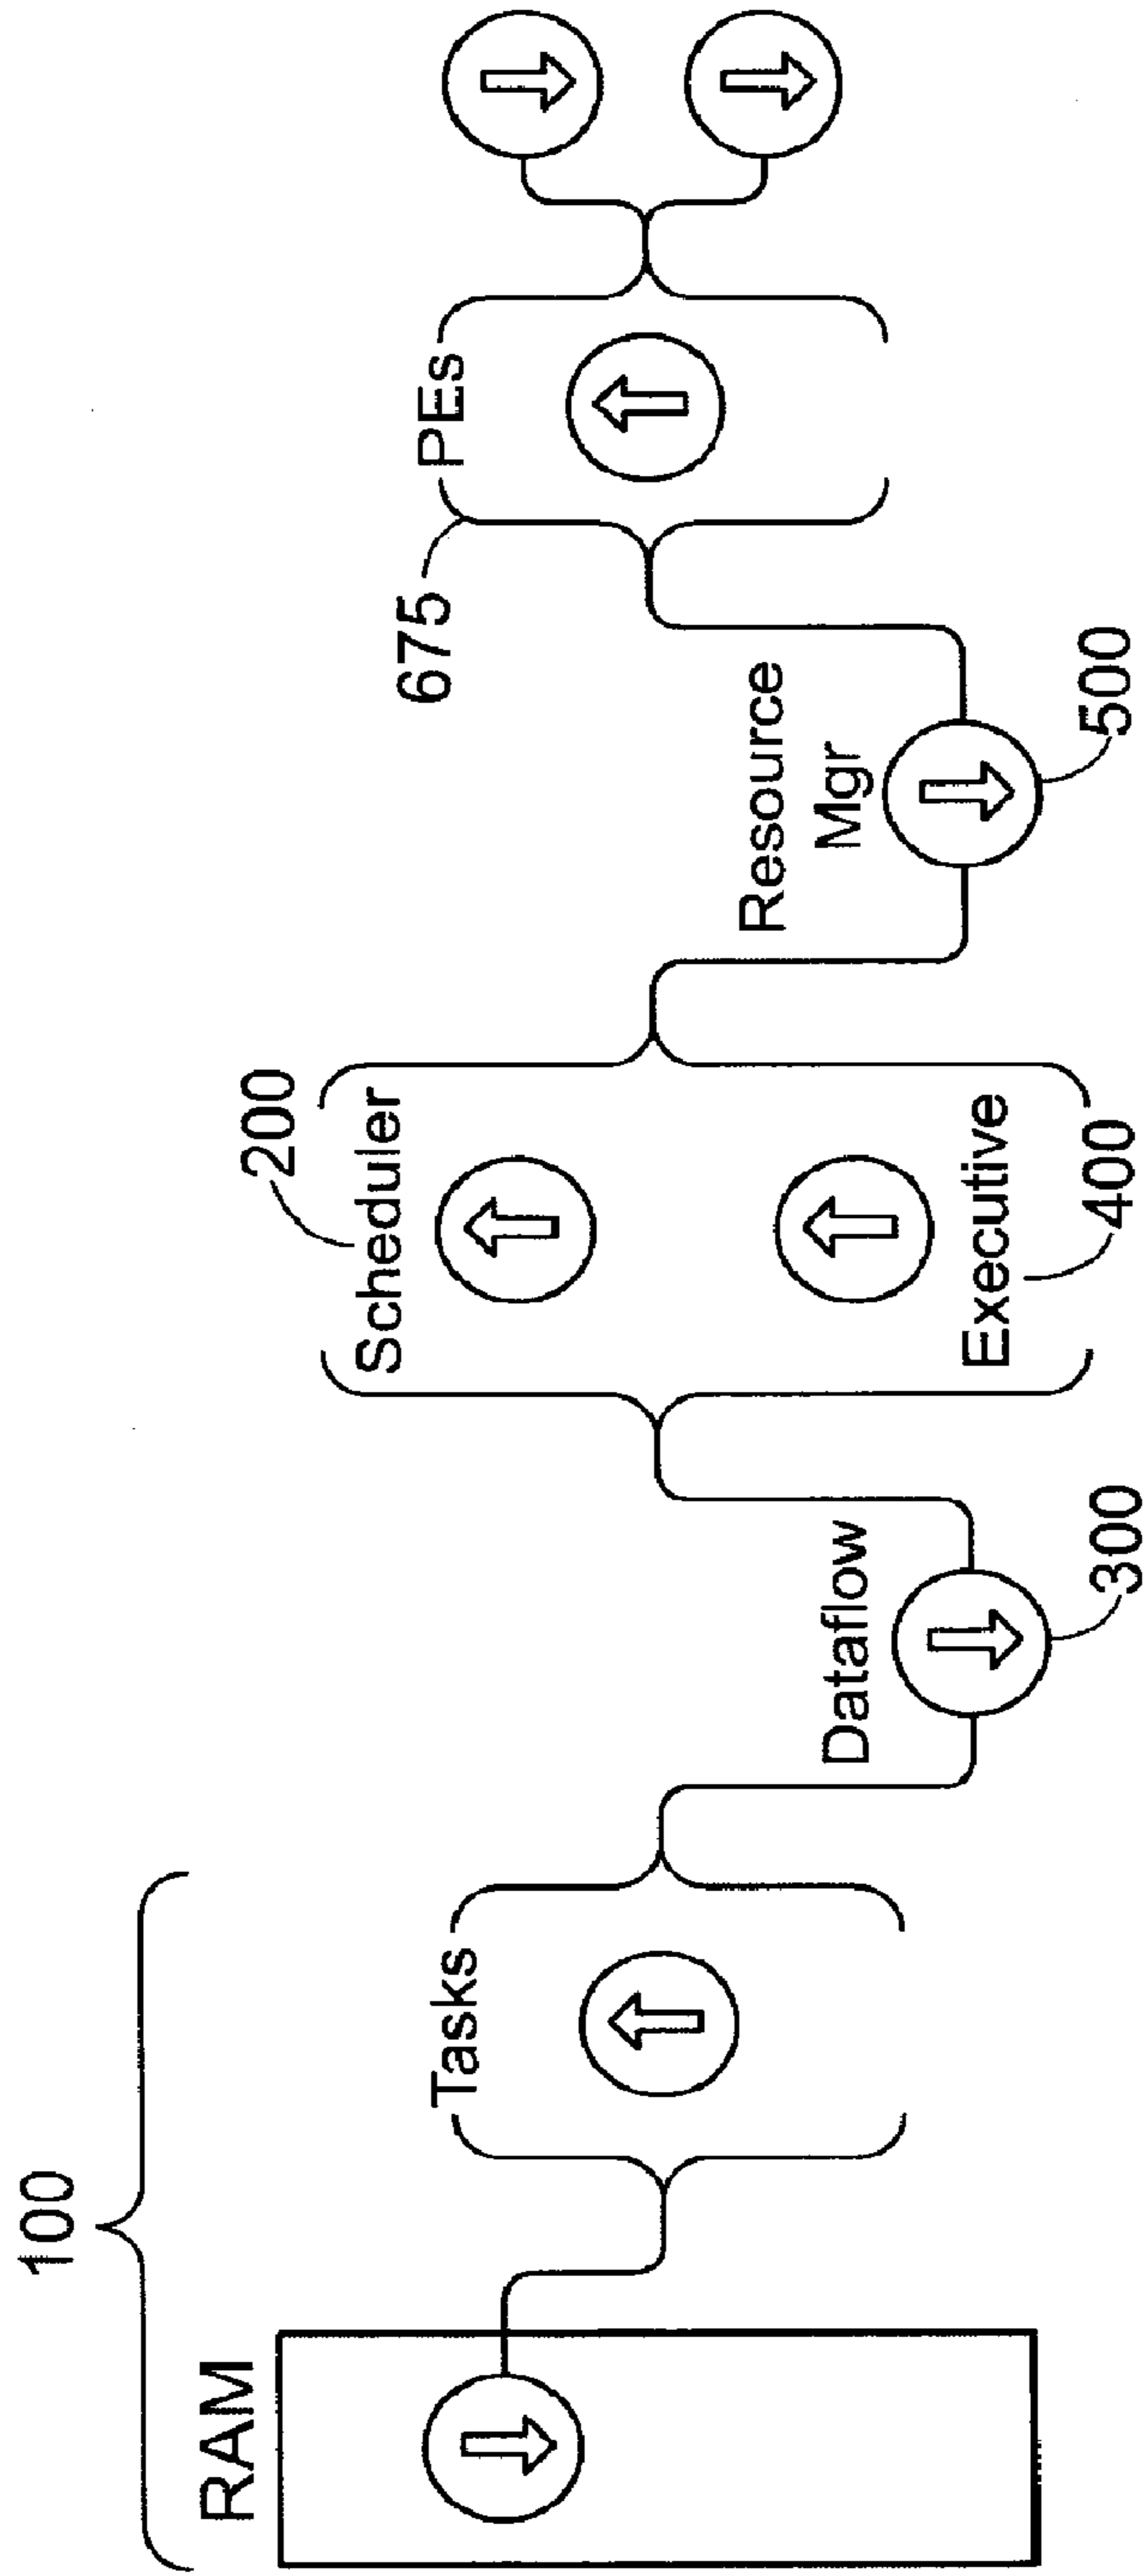 100
RAM
Tasks
Dataflow
300
200
Scheduler
Executive
400
Resource
Mgr
500
675
PEs